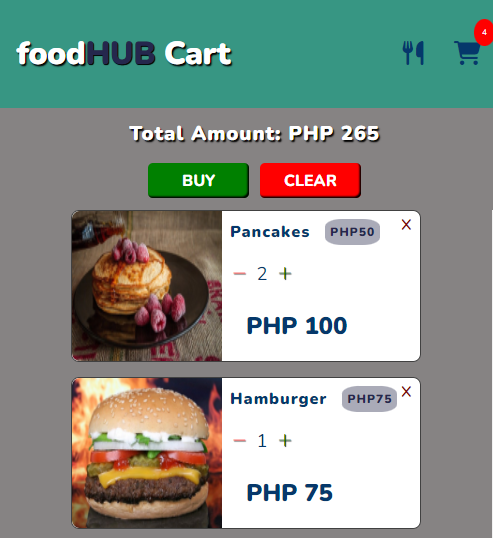 foodHUB Cart
4
Total Amount: PHP 265
BUY CLEAR
Pancakes PHP50 X
− 2 +
PHP 100
Hamburger PHP75 X
− 1 +
PHP 75